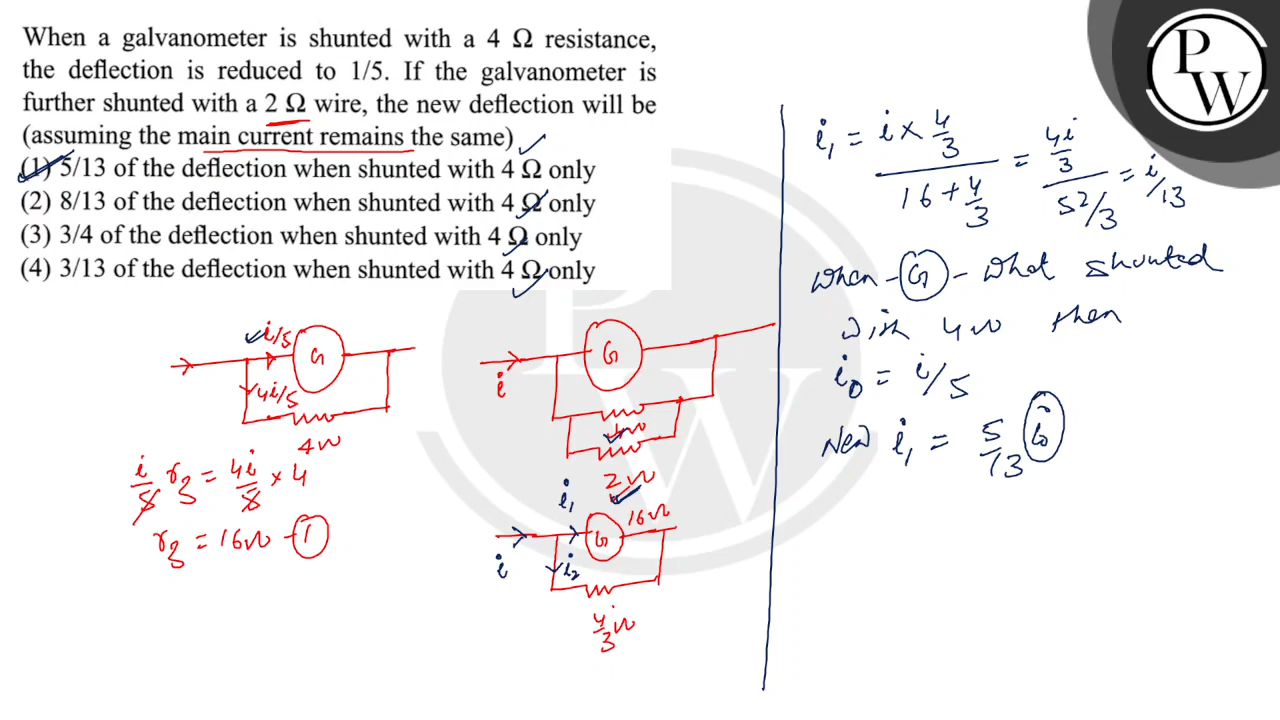 When a galvanometer is shunted with a 4 Ω resistance,
the deflection is reduced to 1/5. If the galvanometer is
further shunted with a 2 Ω wire, the new deflection will be
(assuming the main current remains the same)
(1) 5/13 of the deflection when shunted with 4 Ω only
(2) 8/13 of the deflection when shunted with 4 Ω only
(3) 3/4 of the deflection when shunted with 4 Ω only
(4) 3/13 of the deflection when shunted with 4 Ω only
P
W
i/5
G
4i/5
4Ω
i/5 rg = 4i/5 × 4
rg = 16Ω - ①
G
i
4Ω
2Ω
i₁
16Ω
G
i
i₂
4/3 Ω
i₁ = i × 4/3 / 16 + 4/3 = 4i/3 / 52/3 = i/13
When - G - what shunted
with 4Ω then
i₀ = i/5
New i₁ = 5/13 i₀